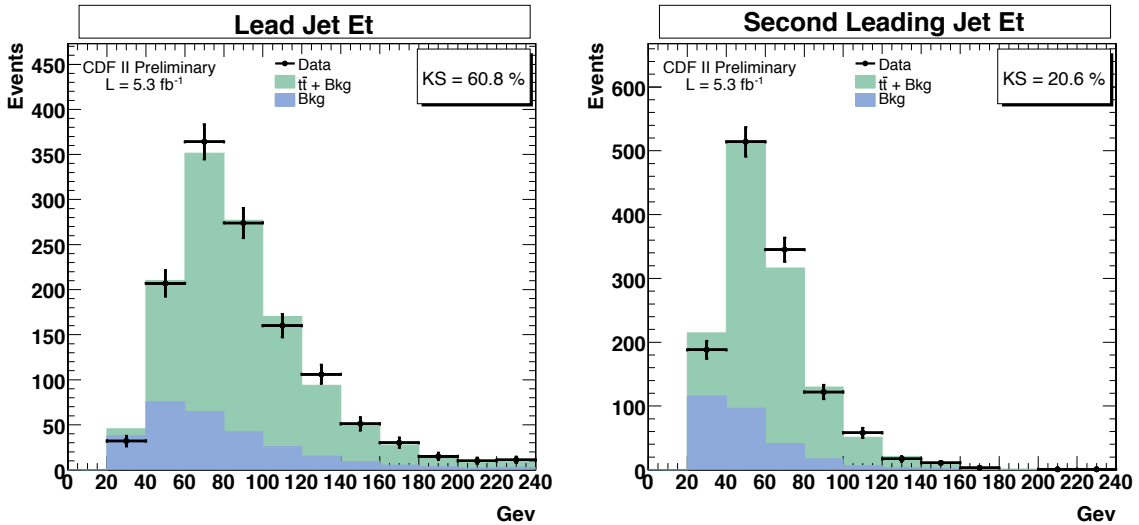 Lead Jet Et
Events
450
400
350
300
250
200
150
100
50
0
CDF II Preliminary
L = 5.3 fb⁻¹
Data
tt̄ + Bkg
Bkg
KS = 60.8 %
0 20 40 60 80 100 120 140 160 180 200 220 240
Gev
Second Leading Jet Et
Events
600
500
400
300
200
100
0
CDF II Preliminary
L = 5.3 fb⁻¹
Data
tt̄ + Bkg
Bkg
KS = 20.6 %
0 20 40 60 80 100 120 140 160 180 200 220 240
Gev